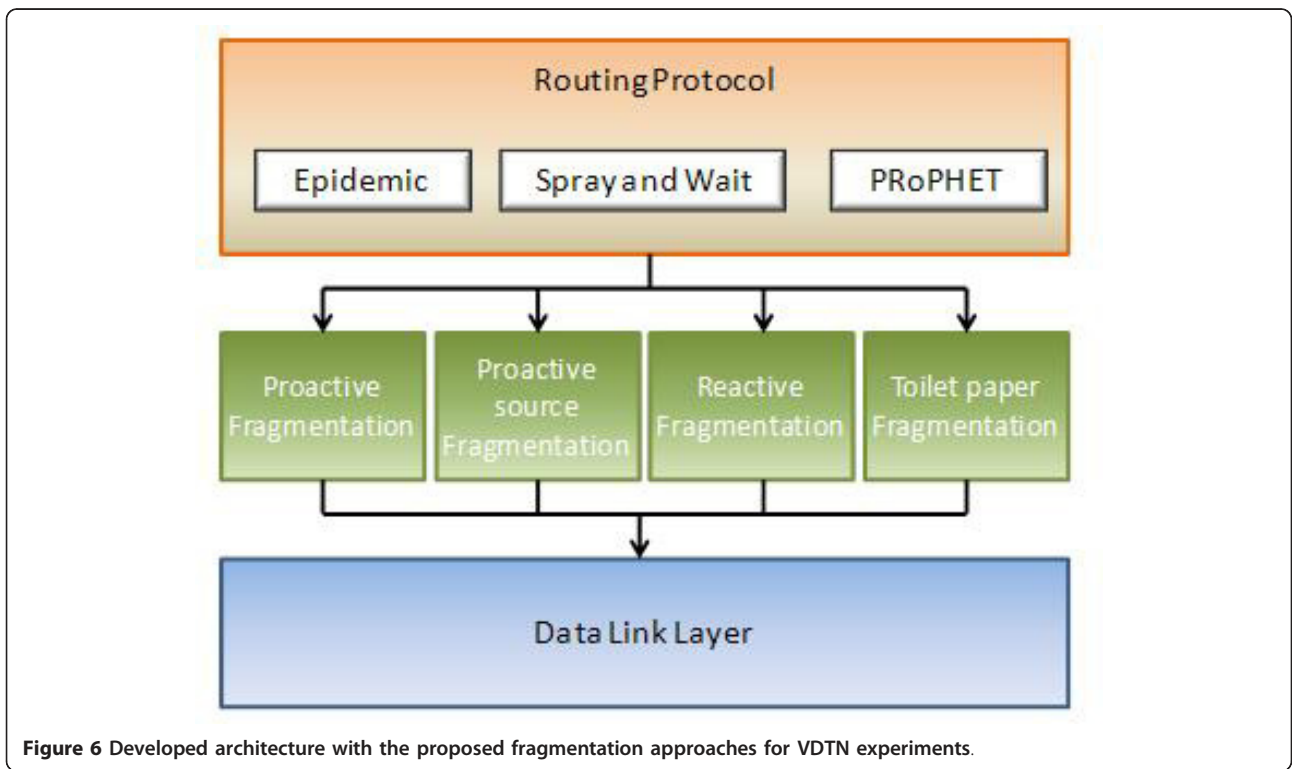 Routing Protocol
Epidemic
Spray and Wait
PRoPHET
Proactive
Fragmentation
Proactive
source
Fragmentation
Reactive
Fragmentation
Toilet paper
Fragmentation
Data Link Layer
Figure 6 Developed architecture with the proposed fragmentation approaches for VDTN experiments.